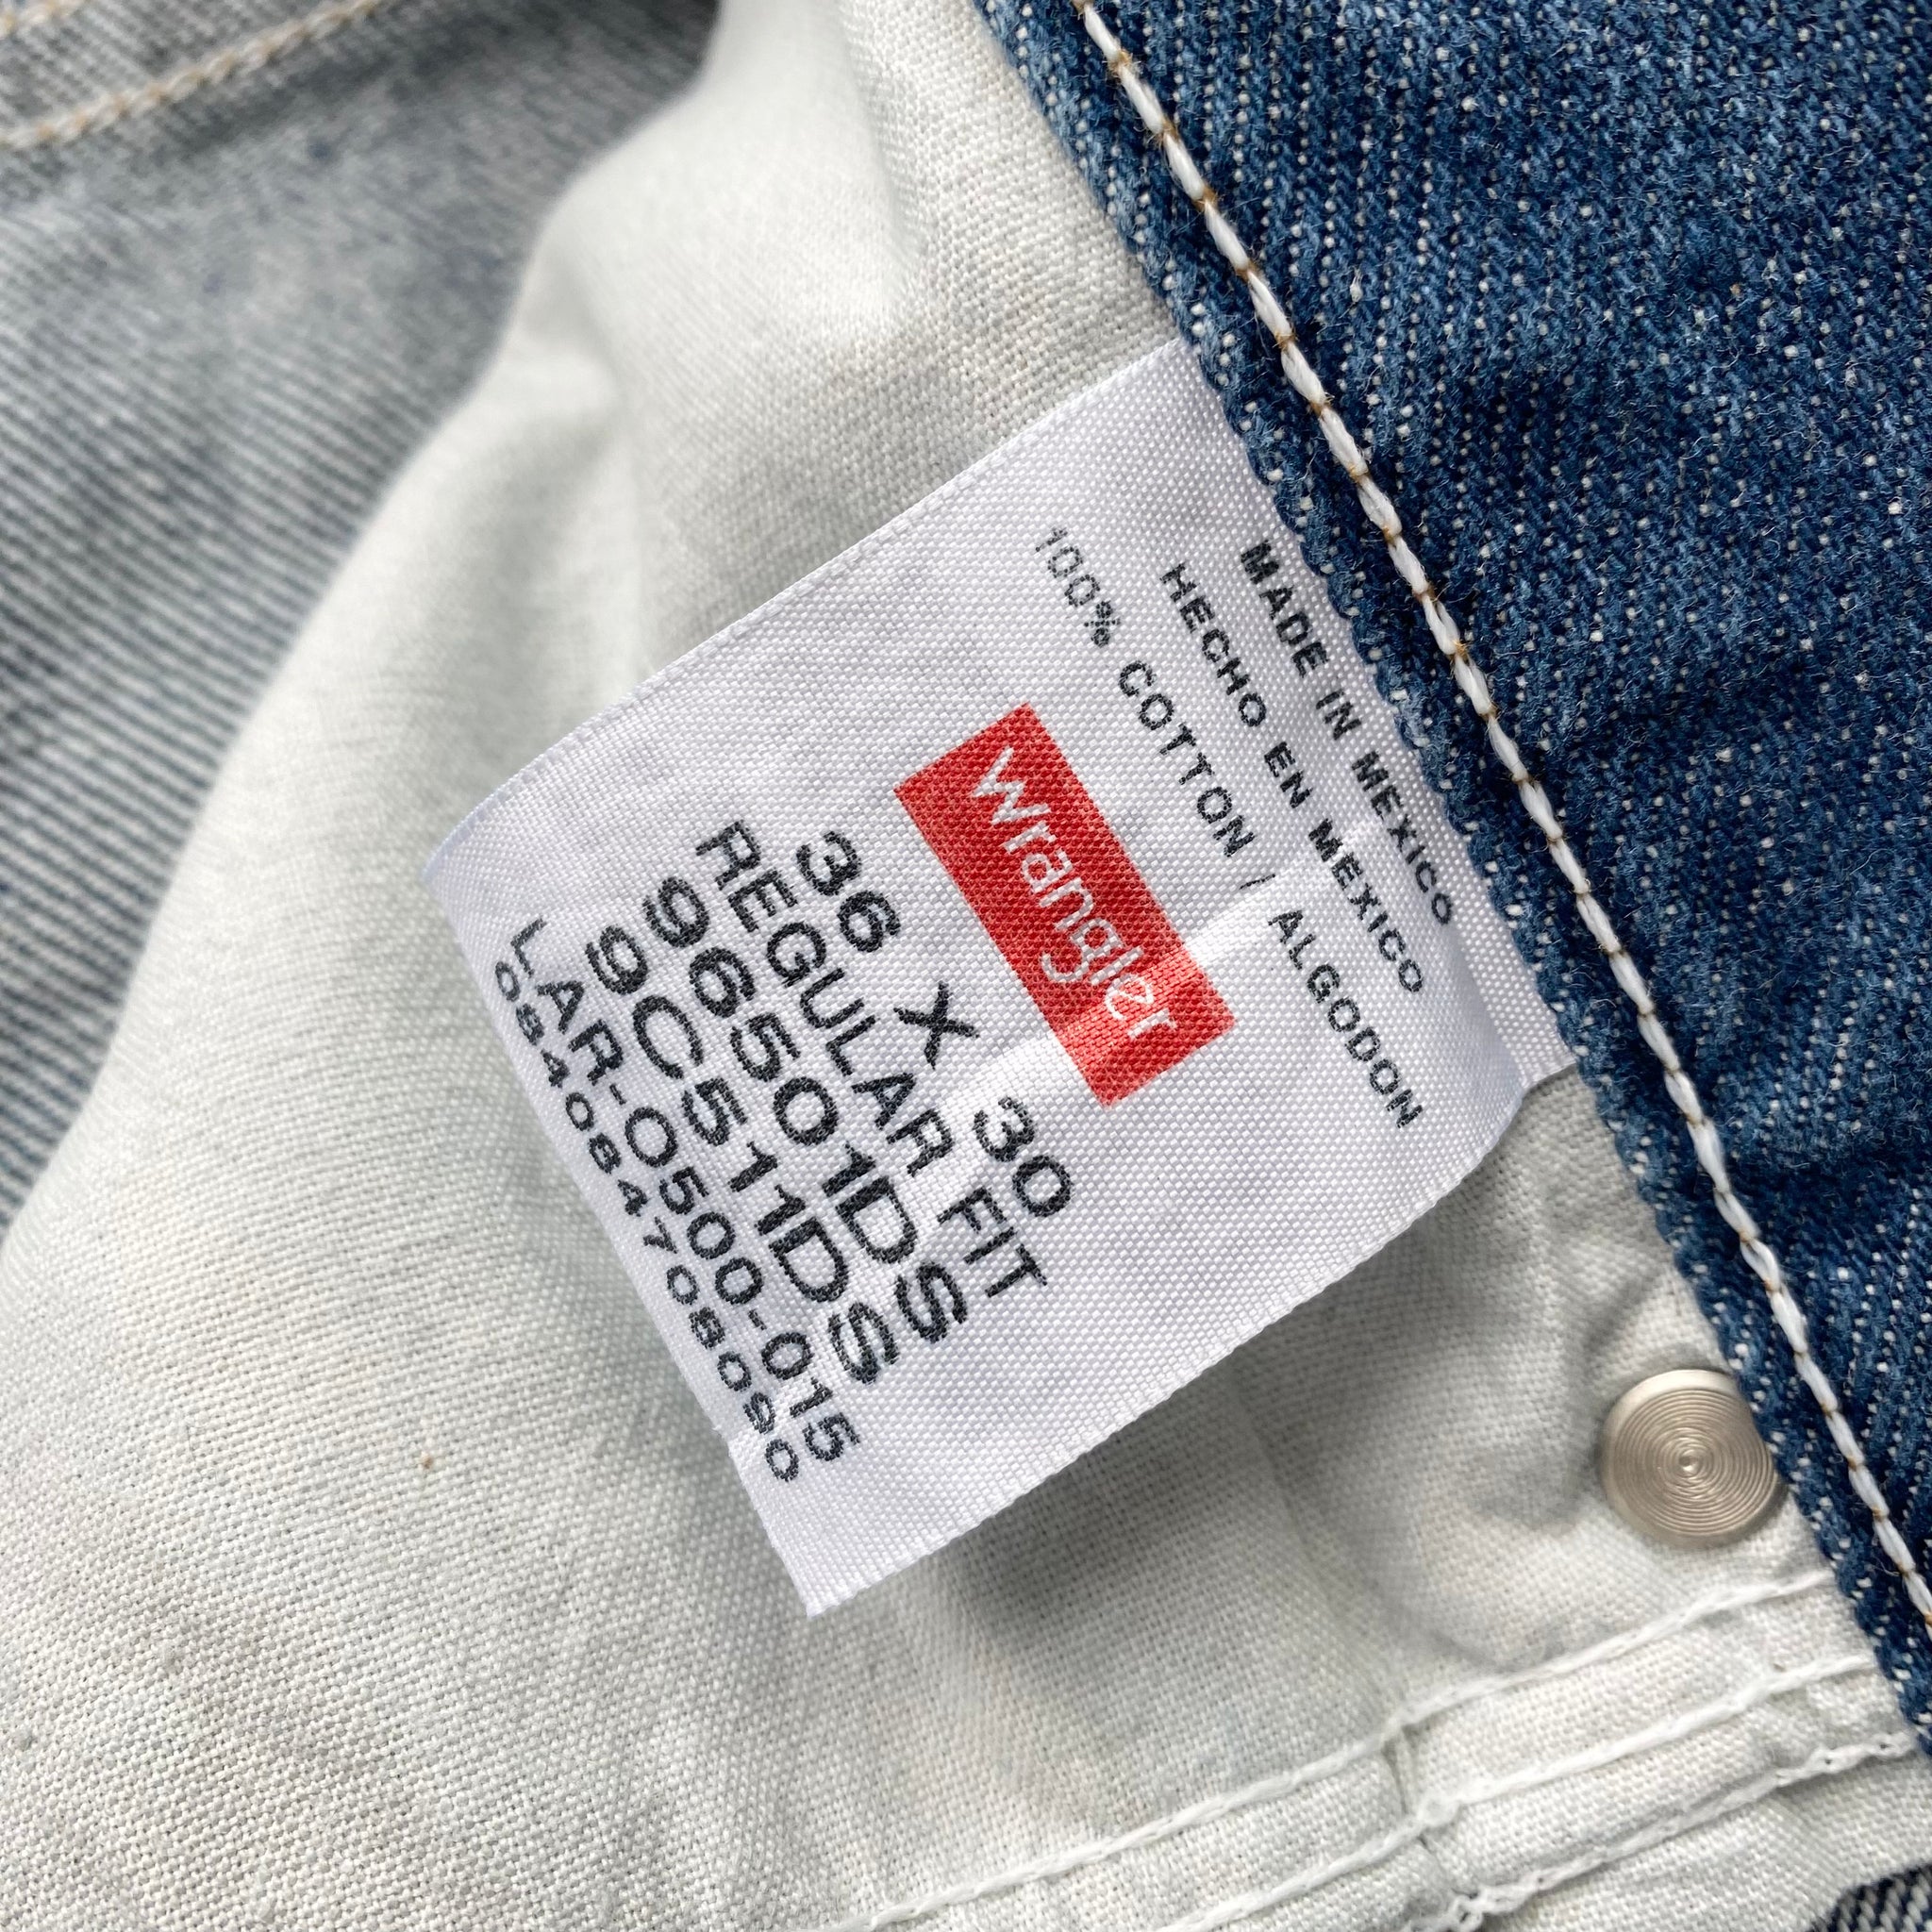 MADE IN MEXICO
HECHO EN MEXICO
100% COTTON / ALGODON
Wrangler
36 X 30
REGULAR FIT
96501DS
9C511DS
LAR-0500-015
084084708090